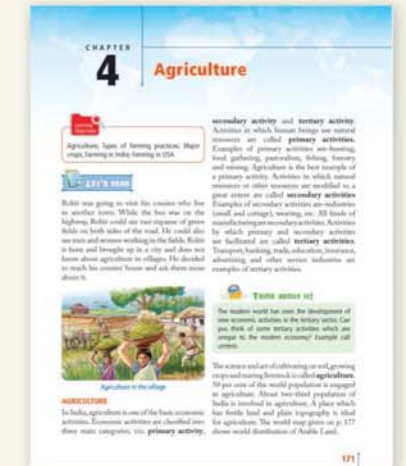 CHAPTER
4
Agriculture
Agriculture; Types of farming practices; Major
crops; Farming in India; Farming in USA
LET'S READ
Rohit was going to visit his cousins who live
in another town. While the bus was on the
highway, Rohit could see vast expanse of green
fields on both sides of the road. He could also
see men and women working in the fields. Rohit
is born and brought up in a city and does not
know about agriculture in villages. He decided
to reach his cousins' house and ask them more
about it.
Agriculture in the village
AGRICULTURE
In India, agriculture is one of the basic economic
activities. Economic activities are classified into
three main categories, viz. primary activity,
secondary activity and tertiary activity.
Activities in which human beings use natural
resources are called primary activities.
Examples of primary activities are–hunting,
food gathering, pastoralism, fishing, forestry
and mining. Agriculture is the best example of
a primary activity. Activities in which natural
resources or other resources are modified to a
great extent are called secondary activities.
Examples of secondary activities are–industries
(small and cottage), weaving, etc. All kinds of
manufacturing are secondary activities. Activities
by which primary and secondary activities
are facilitated are called tertiary activities.
Transport, banking, trade, education, insurance,
advertising and other service industries are
examples of tertiary activities.
THINK ABOUT IT!
The modern world has seen the development of
new economic activities in the tertiary sector. Can
you think of some tertiary activities which are
unique to the modern economy? Example call
centres.
The science and art of cultivating on soil, growing
crops and rearing livestock is called agriculture.
50 per cent of the world population is engaged
in agriculture. About two-third population of
India is involved in agriculture. A place which
has fertile land and plain topography is ideal
for agriculture. The world map given on p. 177
shows world distribution of Arable Land.
171